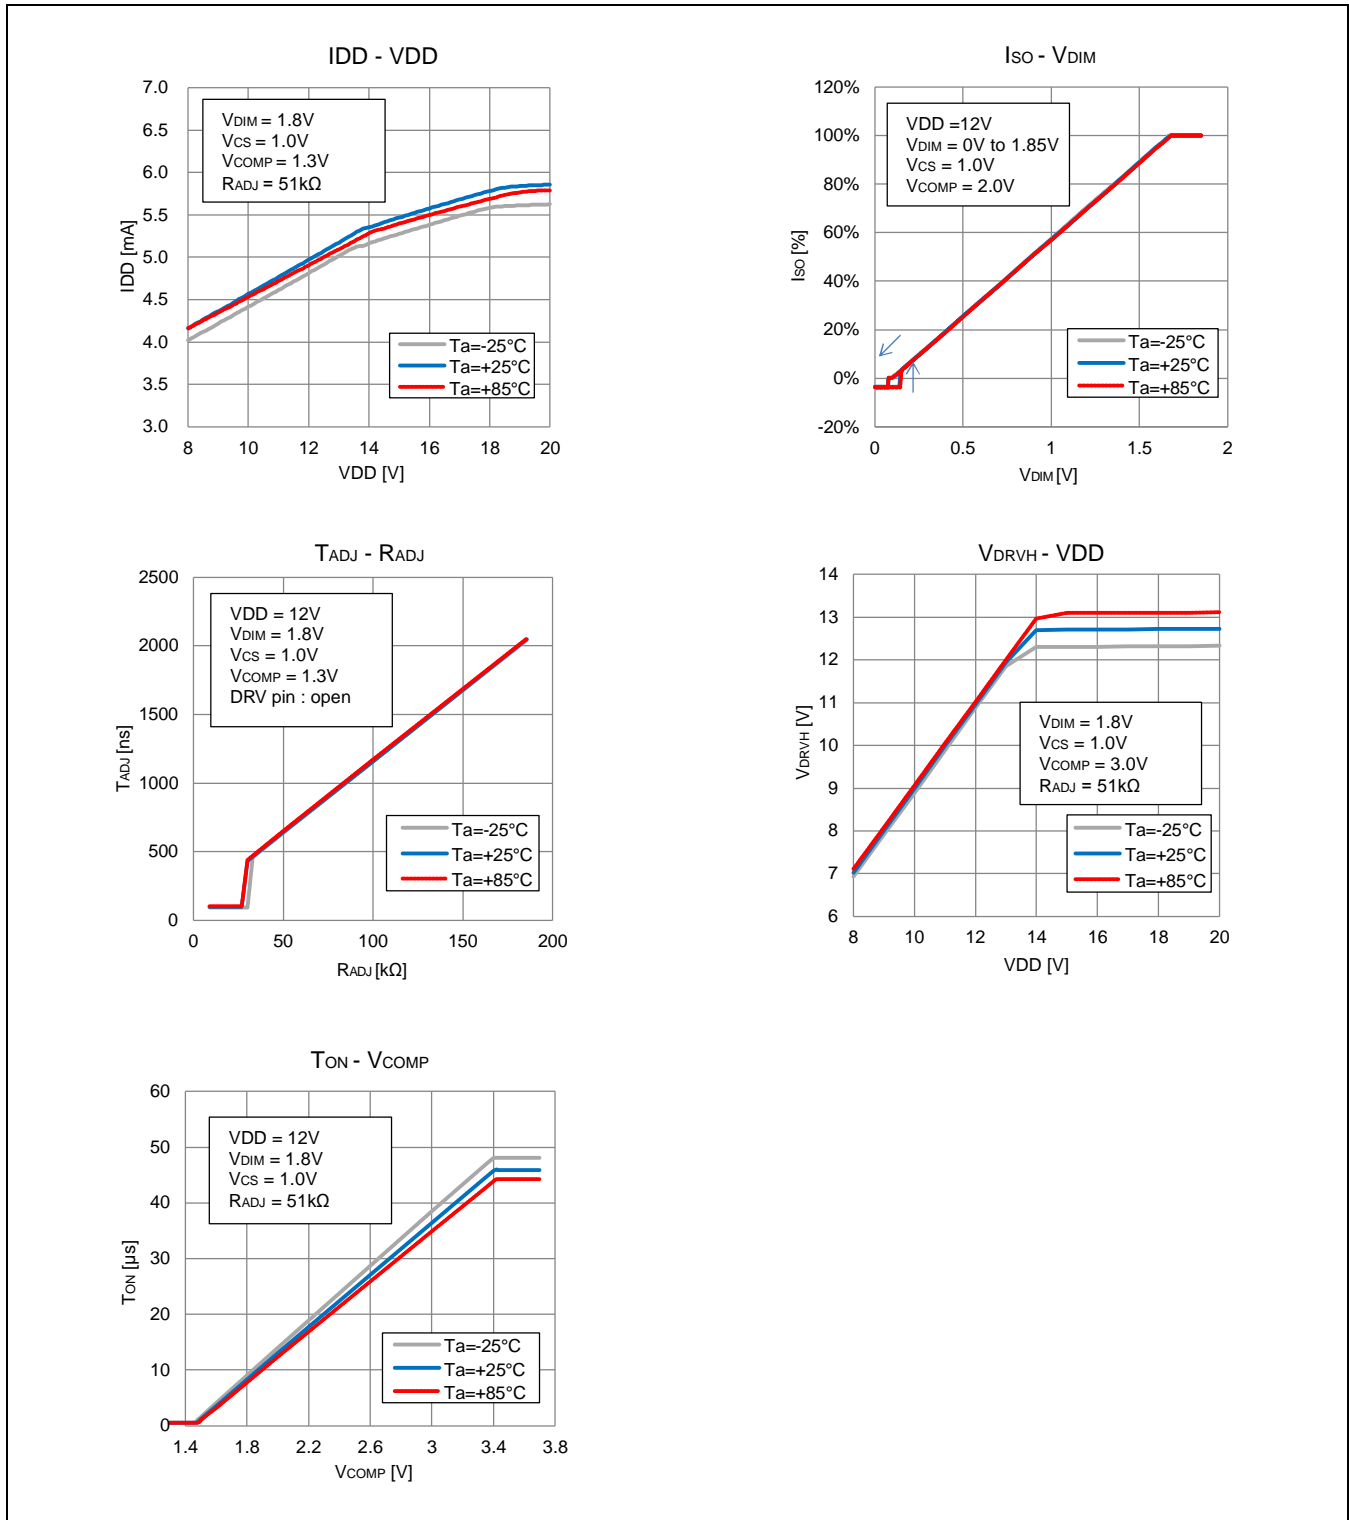 IDD - VDD
7.0
6.5
6.0
5.5
5.0
4.5
4.0
3.5
3.0
IDD [mA]
VDIM = 1.8V
VCS = 1.0V
VCOMP = 1.3V
RADJ = 51kΩ
Ta=-25°C
Ta=+25°C
Ta=+85°C
8 10 12 14 16 18 20
VDD [V]
ISO - VDIM
120%
100%
80%
60%
40%
20%
0%
-20%
ISO [%]
VDD =12V
VDIM = 0V to 1.85V
VCS = 1.0V
VCOMP = 2.0V
Ta=-25°C
Ta=+25°C
Ta=+85°C
0 0.5 1 1.5 2
VDIM [V]
TADJ - RADJ
2500
2000
1500
1000
500
0
TADJ [ns]
VDD = 12V
VDIM = 1.8V
VCS = 1.0V
VCOMP = 1.3V
DRV pin : open
Ta=-25°C
Ta=+25°C
Ta=+85°C
0 50 100 150 200
RADJ [kΩ]
VDRVH - VDD
14
13
12
11
10
9
8
7
6
VDRVH [V]
VDIM = 1.8V
VCS = 1.0V
VCOMP = 3.0V
RADJ = 51kΩ
Ta=-25°C
Ta=+25°C
Ta=+85°C
8 10 12 14 16 18 20
VDD [V]
TON - VCOMP
60
50
40
30
20
10
0
TON [µs]
VDD = 12V
VDIM = 1.8V
VCS = 1.0V
RADJ = 51kΩ
Ta=-25°C
Ta=+25°C
Ta=+85°C
1.4 1.8 2.2 2.6 3 3.4 3.8
VCOMP [V]